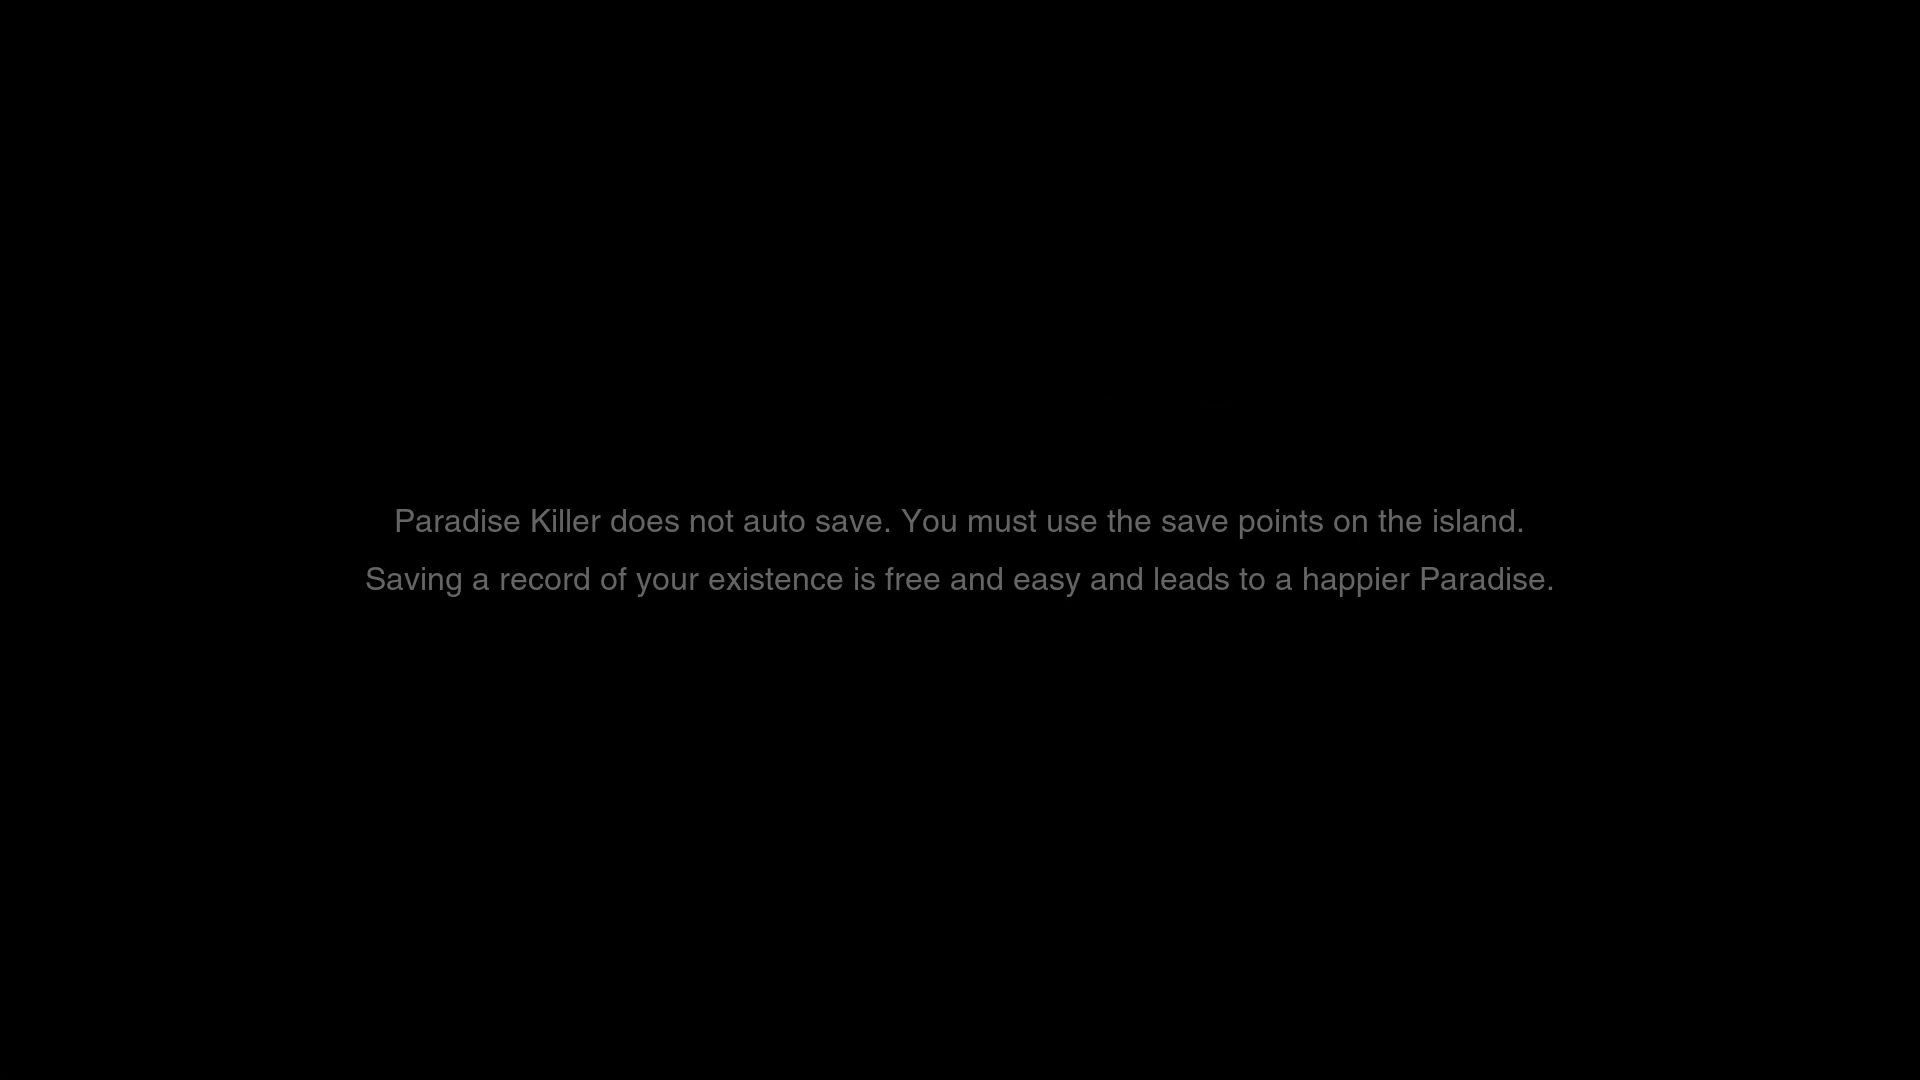 Paradise Killer does not auto save. You must use the save points on the island.
Saving a record of your existence is free and easy and leads to a happier Paradise.